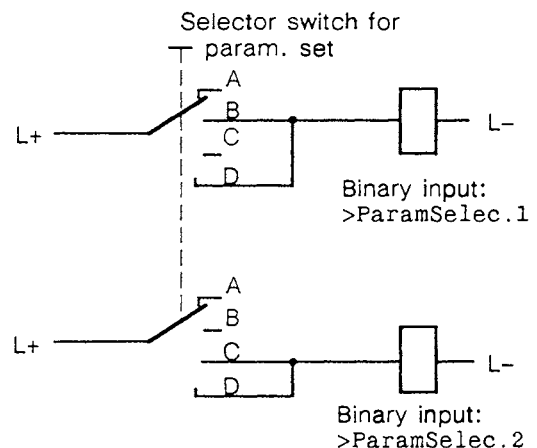 Selector switch for
param. set
A
B
L+
L-
C
D
Binary input:
>ParamSelec.1
A
B
L+
C
L-
D
Binary input:
>ParamSelec.2